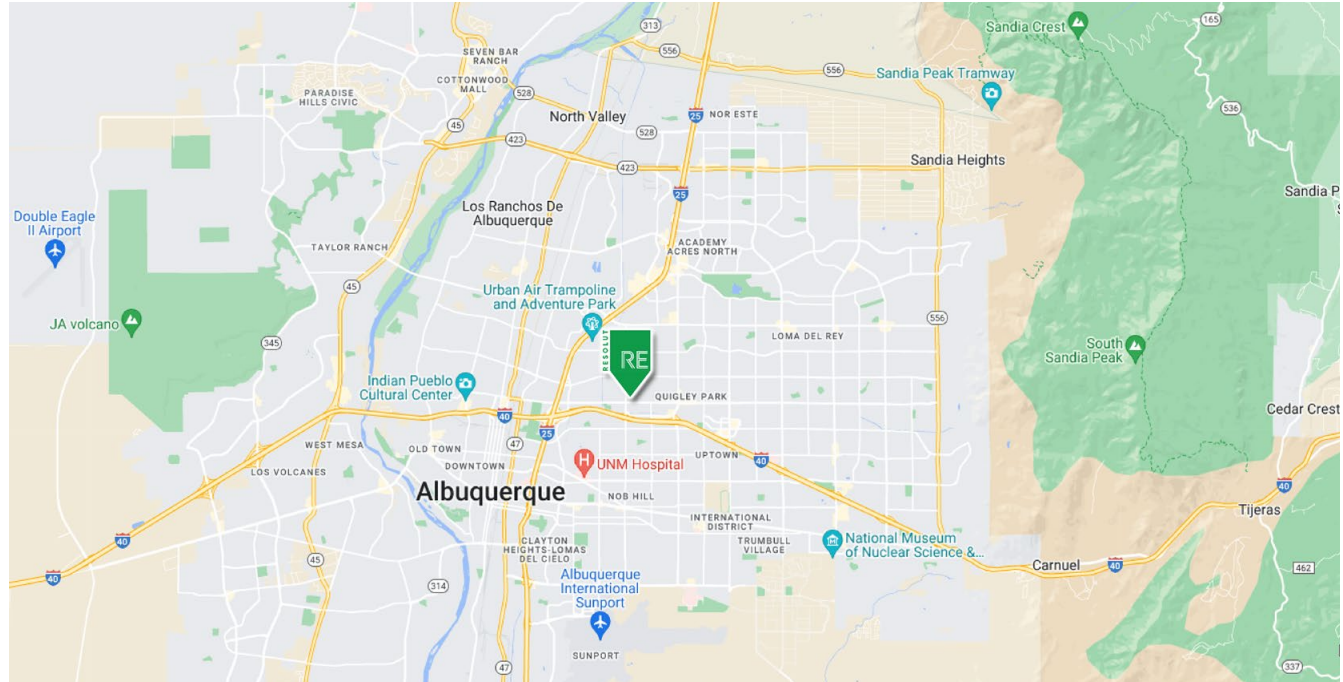 313
165
Sandia Crest
556
SEVEN BAR
RANCH
556
Sandia Peak Tramway
COTTONWOOD
MALL
PARADISE
HILLS CIVIC
528
536
North Valley
25
NOR ESTE
45
528
423
423
Sandia Heights
25
Sandia P
Los Ranchos De
Albuquerque
Double Eagle
II Airport
TAYLOR RANCH
ACADEMY
ACRES NORTH
45
Urban Air Trampoline
and Adventure Park
JA volcano
556
345
LOMA DEL REY
RESOLUT
RE
South
Sandia Peak
Indian Pueblo
Cultural Center
QUIGLEY PARK
Cedar Crest
40
25
47
WEST MESA
OLD TOWN
UPTOWN
40
DOWNTOWN
UNM Hospital
LOS VOLCANES
40
Albuquerque
NOB HILL
Tijeras
INTERNATIONAL
DISTRICT
40
CLAYTON
HEIGHTS-LOMAS
DEL CIELO
TRUMBULL
VILLAGE
National Museum
of Nuclear Science &...
45
Carnuel
40
462
40
314
Albuquerque
International
Sunport
SUNPORT
47
337